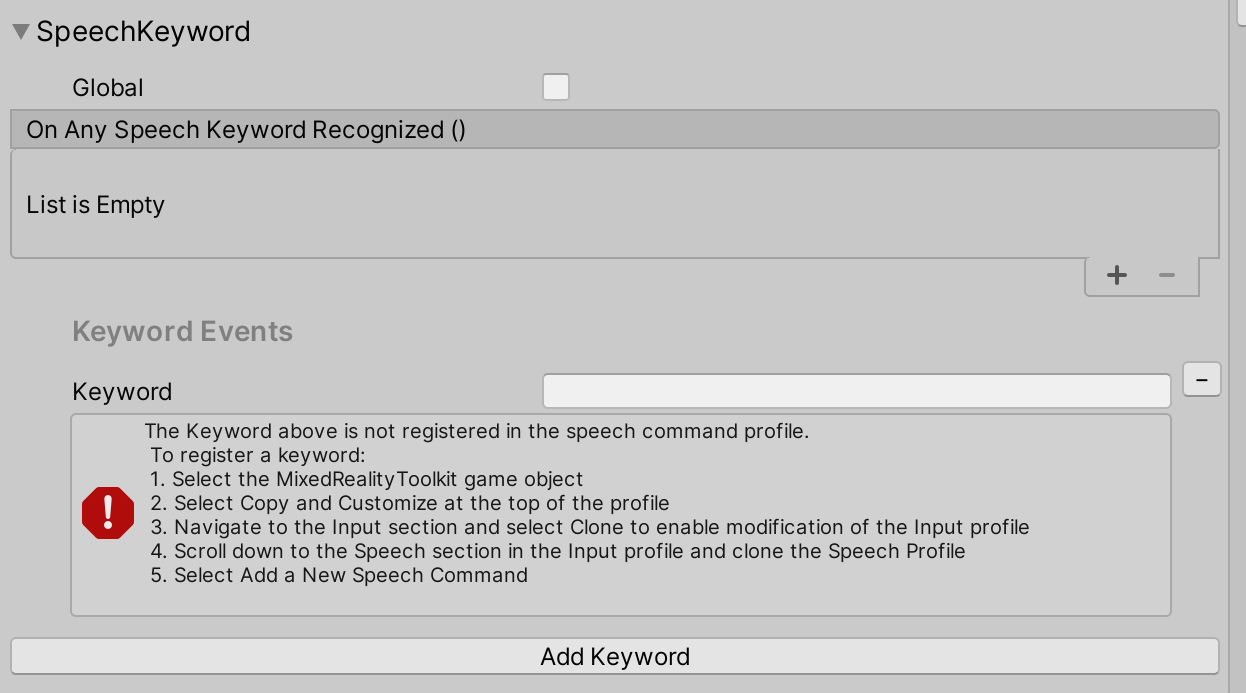 SpeechKeyword
Global
On Any Speech Keyword Recognized ()
List is Empty
Keyword Events
Keyword
The Keyword above is not registered in the speech command profile.
To register a keyword:
1. Select the MixedRealityToolkit game object
2. Select Copy and Customize at the top of the profile
3. Navigate to the Input section and select Clone to enable modification of the Input profile
4. Scroll down to the Speech section in the Input profile and clone the Speech Profile
5. Select Add a New Speech Command
Add Keyword